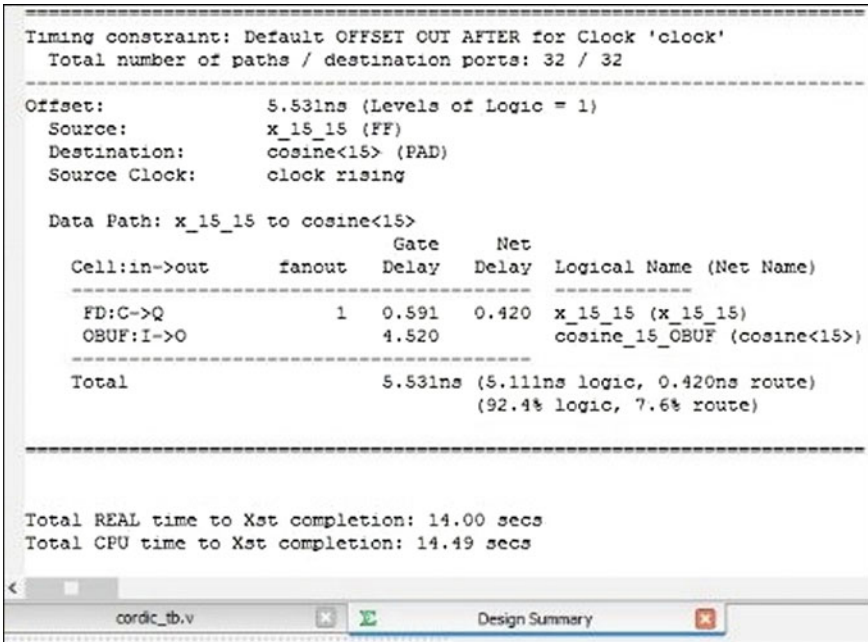 Timing constraint: Default OFFSET OUT AFTER for Clock 'clock'
Total number of paths / destination ports: 32 / 32
Offset: 5.531ns (Levels of Logic = 1)
Source: x_15_15 (FF)
Destination: cosine<15> (PAD)
Source Clock: clock rising
Data Path: x_15_15 to cosine<15>
Gate Net
Cell:in->out fanout Delay Delay Logical Name (Net Name)
FD:C->Q 1 0.591 0.420 x_15_15 (x_15_15)
OBUF:I->O 4.520 cosine_15_OBUF (cosine<15>)
Total 5.531ns (5.111ns logic, 0.420ns route)
(92.4% logic, 7.6% route)
Total REAL time to Xst completion: 14.00 secs
Total CPU time to Xst completion: 14.49 secs
cordic_tb.v Σ Design Summary